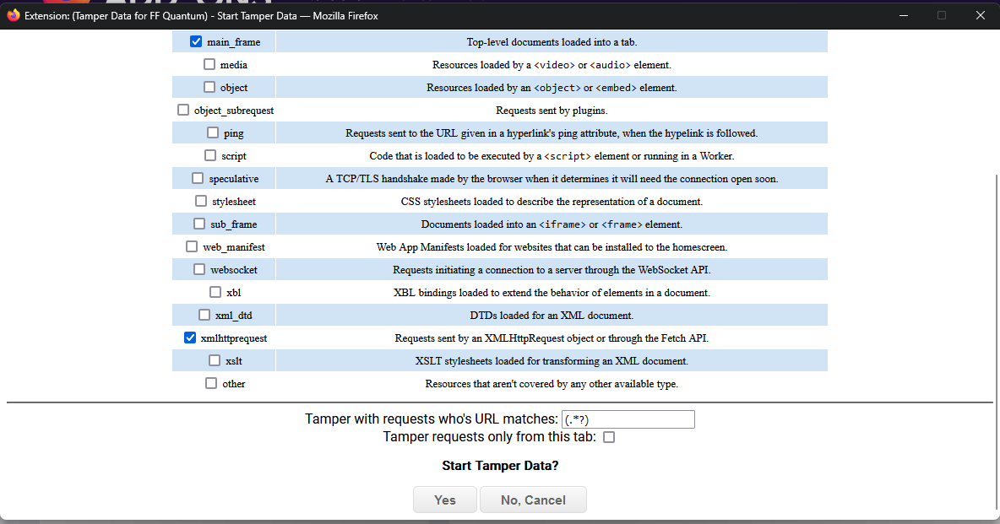 Extension: (Tamper Data for FF Quantum) - Start Tamper Data — Mozilla Firefox
main_frame Top-level documents loaded into a tab.
media Resources loaded by a <video> or <audio> element.
object Resources loaded by an <object> or <embed> element.
object_subrequest Requests sent by plugins.
ping Requests sent to the URL given in a hyperlink's ping attribute, when the hypelink is followed.
script Code that is loaded to be executed by a <script> element or running in a Worker.
speculative A TCP/TLS handshake made by the browser when it determines it will need the connection open soon.
stylesheet CSS stylesheets loaded to describe the representation of a document.
sub_frame Documents loaded into an <iframe> or <frame> element.
web_manifest Web App Manifests loaded for websites that can be installed to the homescreen.
websocket Requests initiating a connection to a server through the WebSocket API.
xbl XBL bindings loaded to extend the behavior of elements in a document.
xml_dtd DTDs loaded for an XML document.
xmlhttprequest Requests sent by an XMLHttpRequest object or through the Fetch API.
xslt XSLT stylesheets loaded for transforming an XML document.
other Resources that aren't covered by any other available type.
Tamper with requests who's URL matches: (.*?)
Tamper requests only from this tab:
Start Tamper Data?
Yes No, Cancel